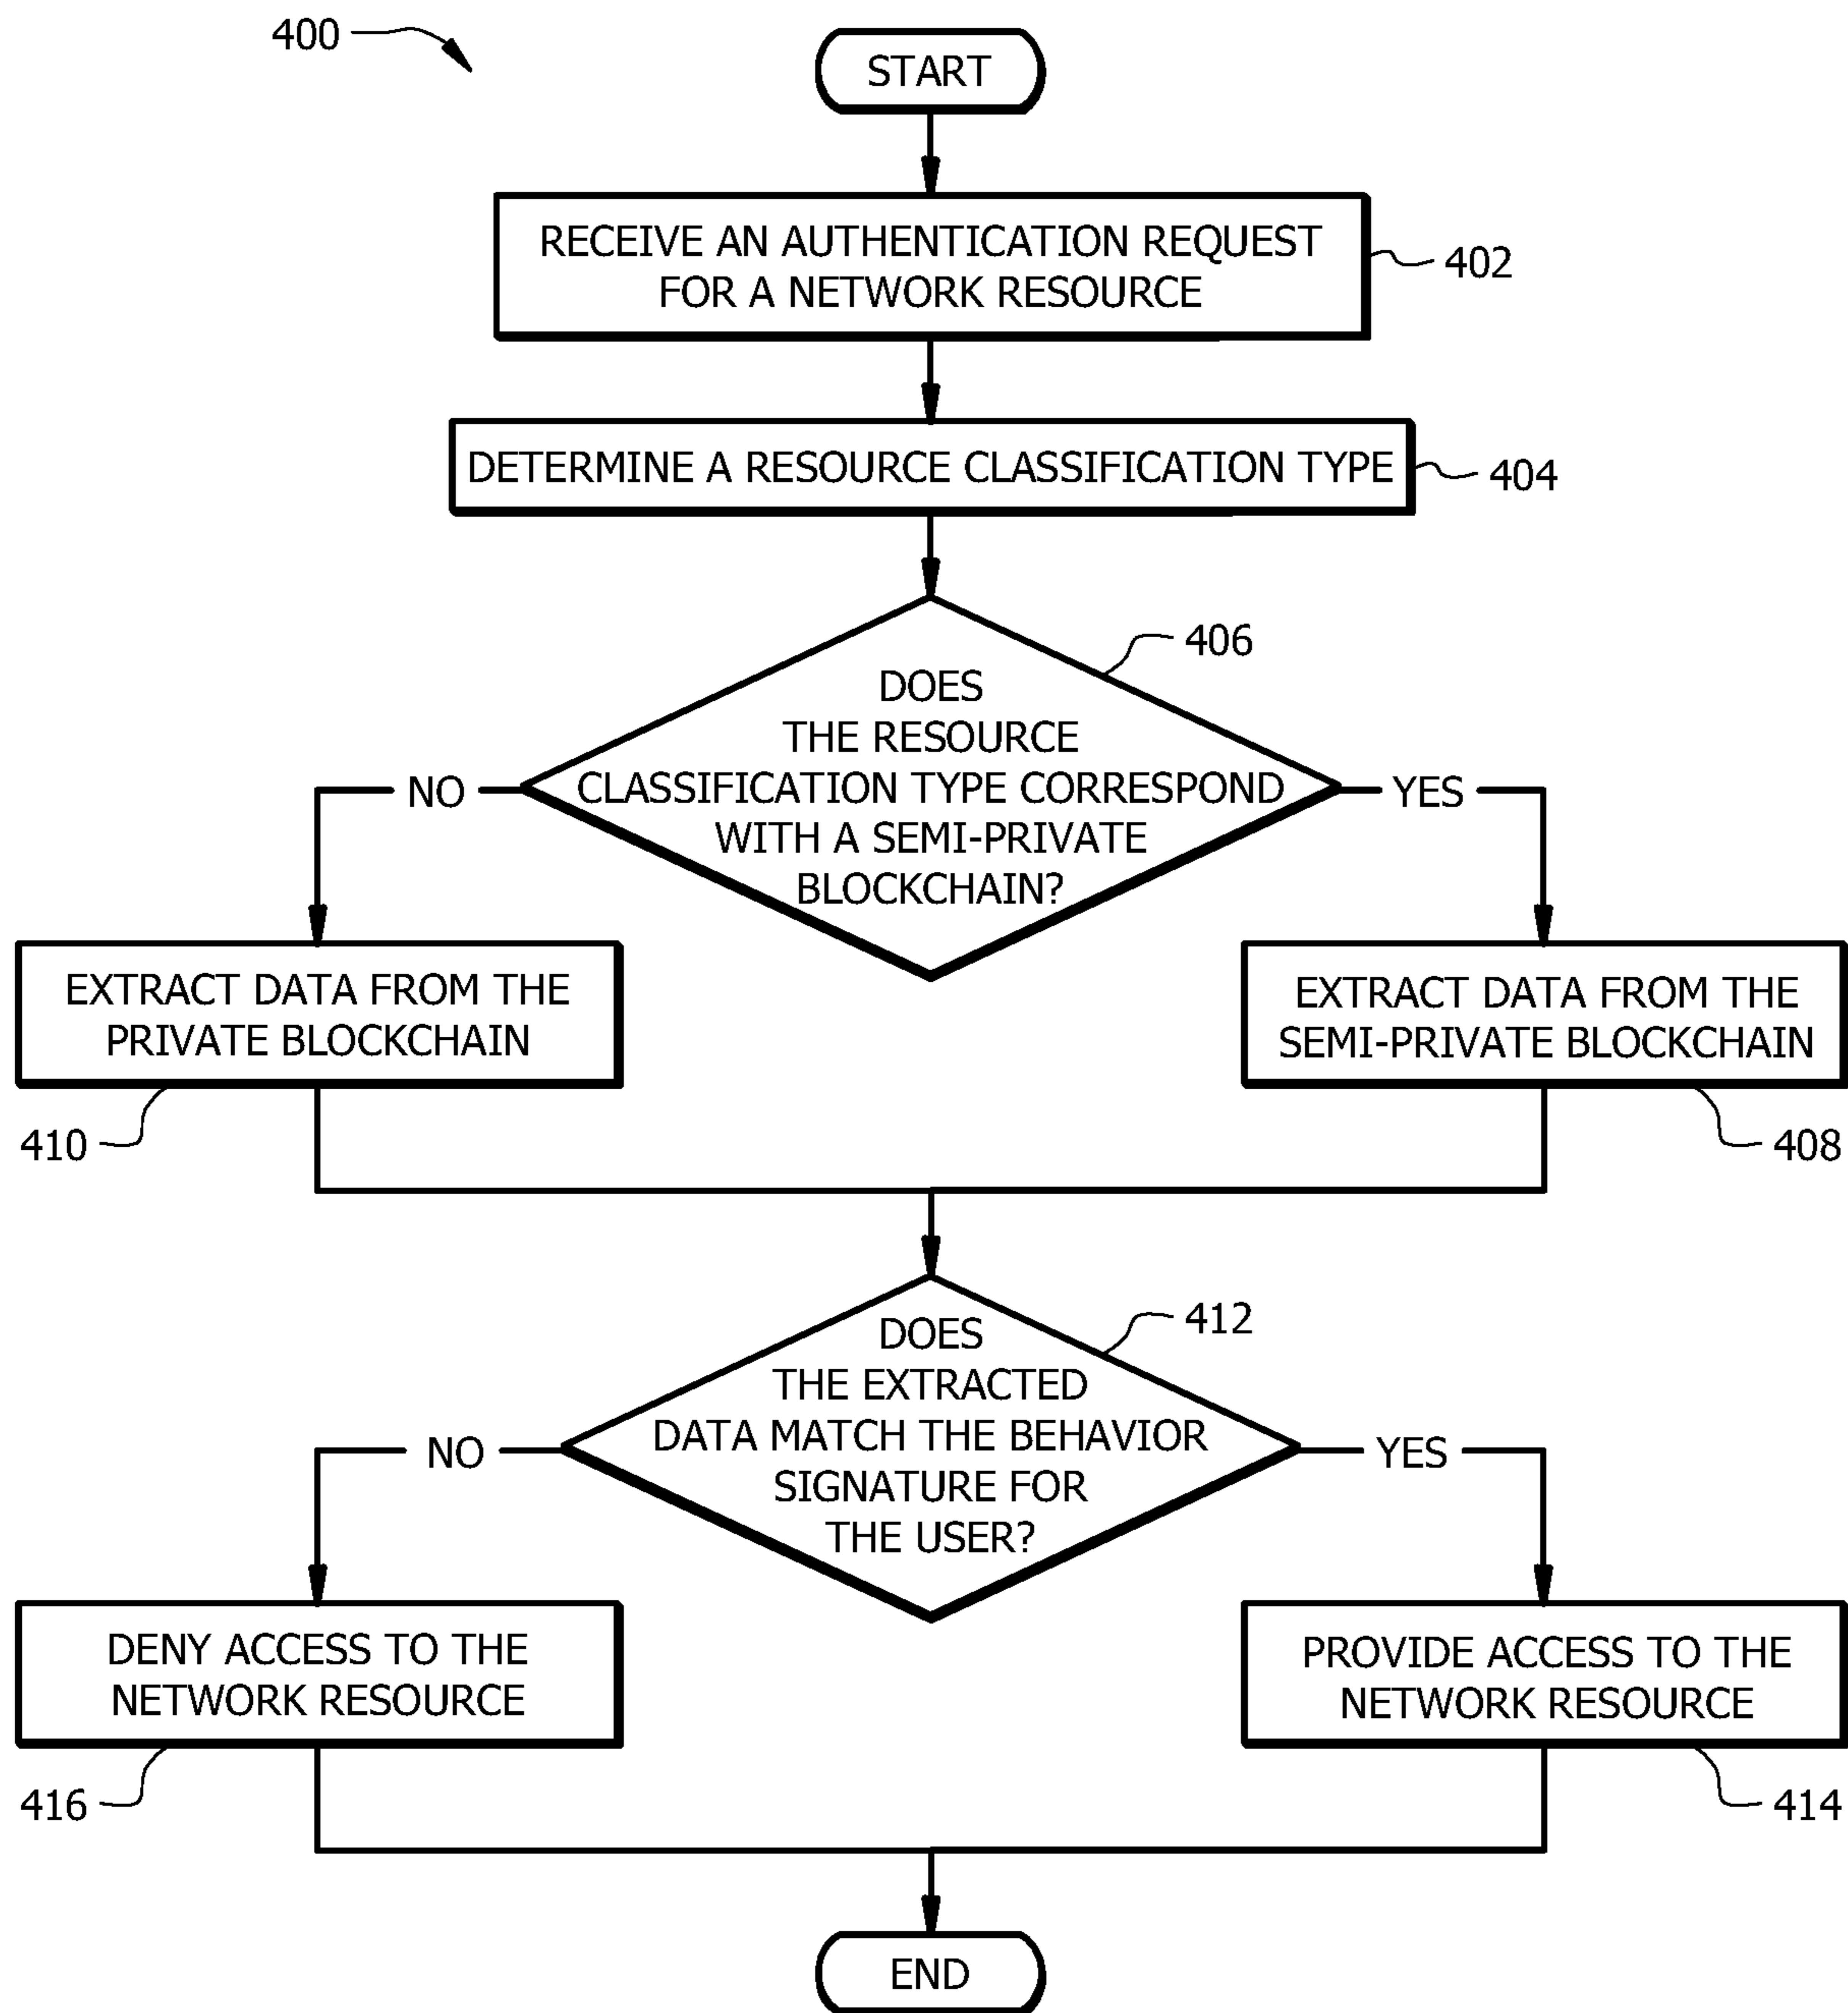 400
START
RECEIVE AN AUTHENTICATION REQUEST
FOR A NETWORK RESOURCE
402
DETERMINE A RESOURCE CLASSIFICATION TYPE
404
406
DOES
THE RESOURCE
CLASSIFICATION TYPE CORRESPOND
WITH A SEMI-PRIVATE
BLOCKCHAIN?
NO
YES
EXTRACT DATA FROM THE
PRIVATE BLOCKCHAIN
410
EXTRACT DATA FROM THE
SEMI-PRIVATE BLOCKCHAIN
408
412
DOES
THE EXTRACTED
DATA MATCH THE BEHAVIOR
SIGNATURE FOR
THE USER?
NO
YES
DENY ACCESS TO THE
NETWORK RESOURCE
416
PROVIDE ACCESS TO THE
NETWORK RESOURCE
414
END